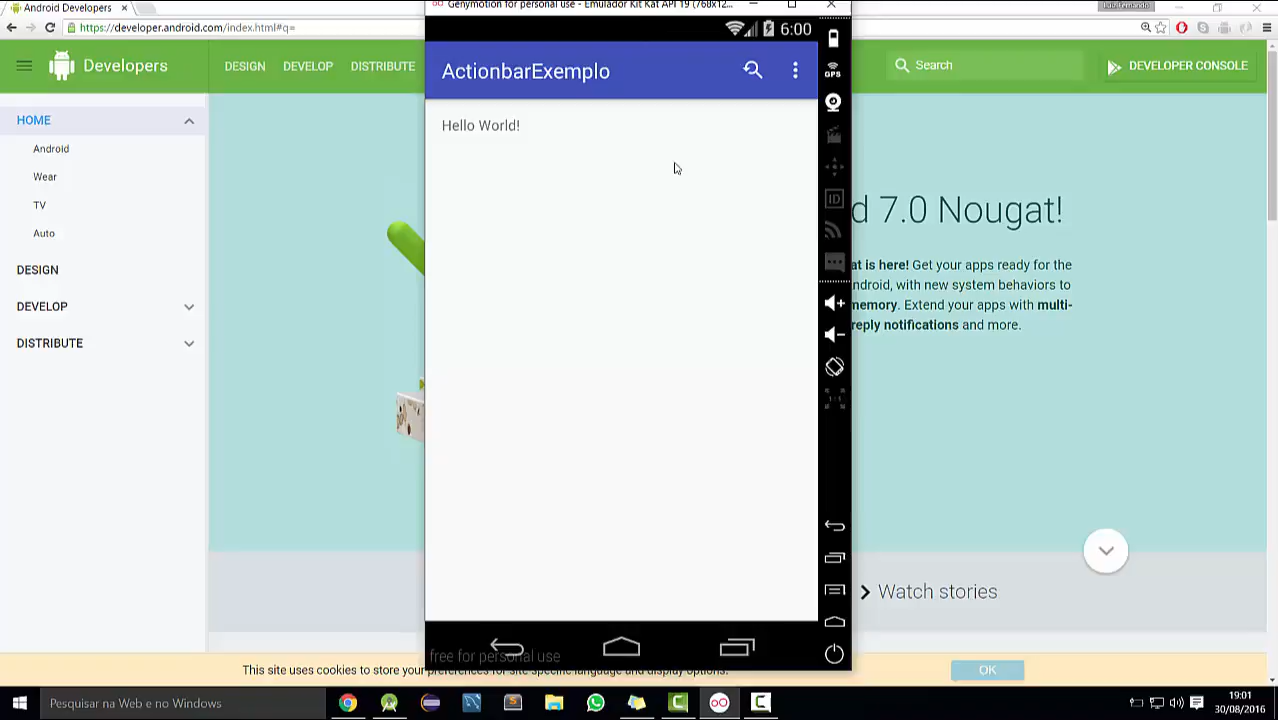 Android Developers
https://developer.android.com/index.html#q=
Genymotion for personal use - Emulador Kit Kat API 19 (768x12...
6:00
Developers
DESIGN
DEVELOP
DISTRIBUTE
ActionbarExemplo
GPS
Search
DEVELOPER CONSOLE
HOME
Android
Wear
TV
Auto
DESIGN
DEVELOP
DISTRIBUTE
Hello World!
ID
d 7.0 Nougat!
at is here! Get your apps ready for the
ndroid, with new system behaviors to
memory. Extend your apps with multi-
reply notifications and more.
1:1
Watch stories
free for personal use
This site uses cookies to store your preferences for site specific language and display options.
OK
Pesquisar na Web e no Windows
19:01
30/08/2016